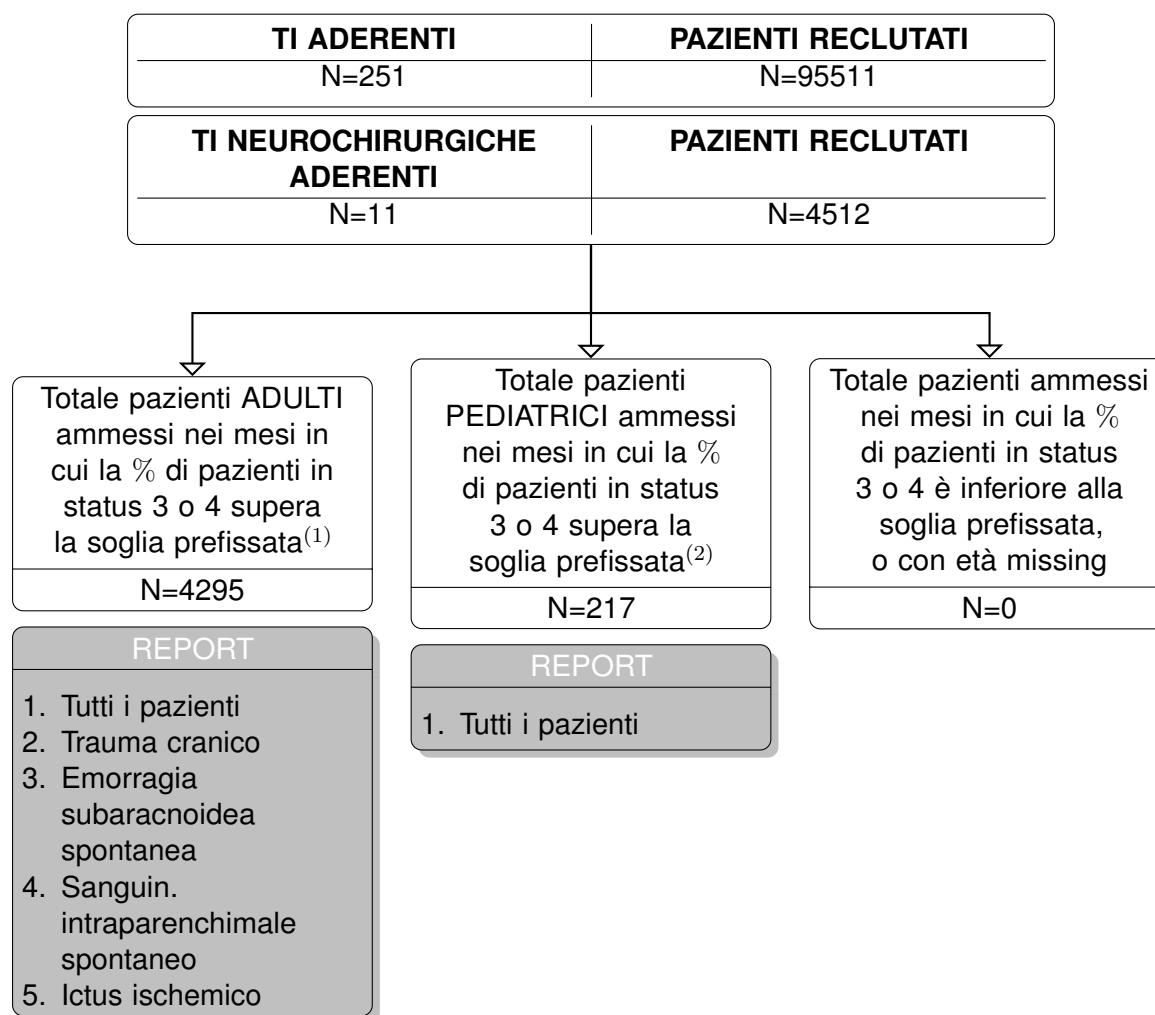 TI ADERENTI PAZIENTI RECLUTATI
N=251 N=95511
TI NEUROCHIRURGICHE PAZIENTI RECLUTATI
ADERENTI
N=11 N=4512
Totale pazienti ADULTI
ammessi nei mesi in
cui la % di pazienti in
status 3 o 4 supera
la soglia prefissata(1)
N=4295
REPORT
1. Tutti i pazienti
2. Trauma cranico
3. Emorragia
subaracnoidea
spontanea
4. Sanguin.
intraparenchimale
spontaneo
5. Ictus ischemico
Totale pazienti
PEDIATRICI ammessi
nei mesi in cui la %
di pazienti in status
3 o 4 supera la
soglia prefissata(2)
N=217
REPORT
1. Tutti i pazienti
Totale pazienti ammessi
nei mesi in cui la %
di pazienti in status
3 o 4 è inferiore alla
soglia prefissata,
o con età missing
N=0